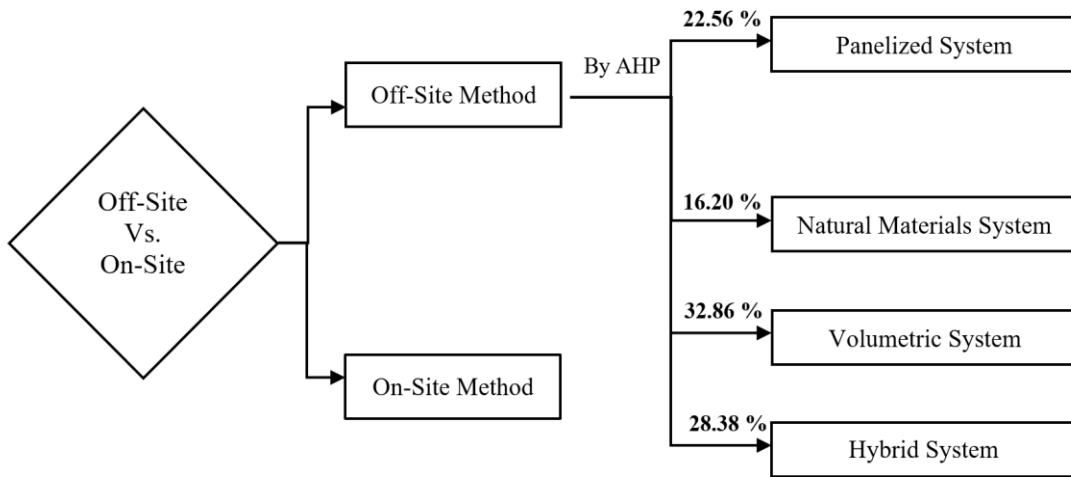 Off-Site
Vs.
On-Site
Off-Site Method
On-Site Method
By AHP
22.56 %
Panelized System
16.20 %
Natural Materials System
32.86 %
Volumetric System
28.38 %
Hybrid System